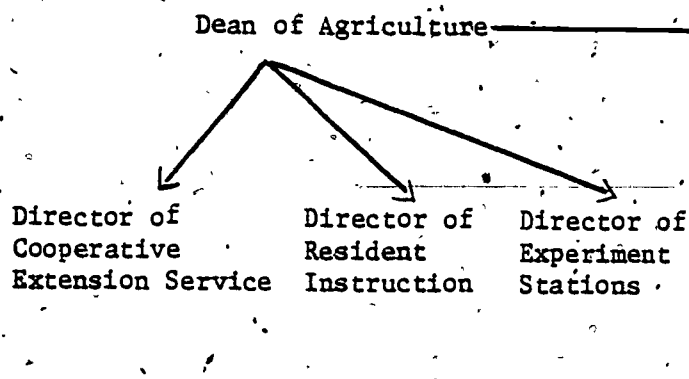 Dean of Agriculture
Director of
Cooperative
Extension Service
Director of
Resident
Instruction
Director of
Experiment
Stations